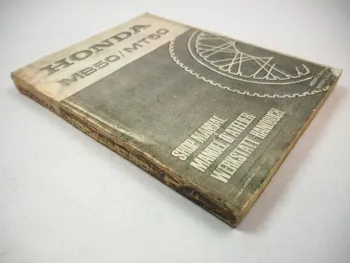 HONDA
MB50/MT50
SHOP MANUAL
MANUEL D'ATELIER
WERKSTATT-HANDBUCH